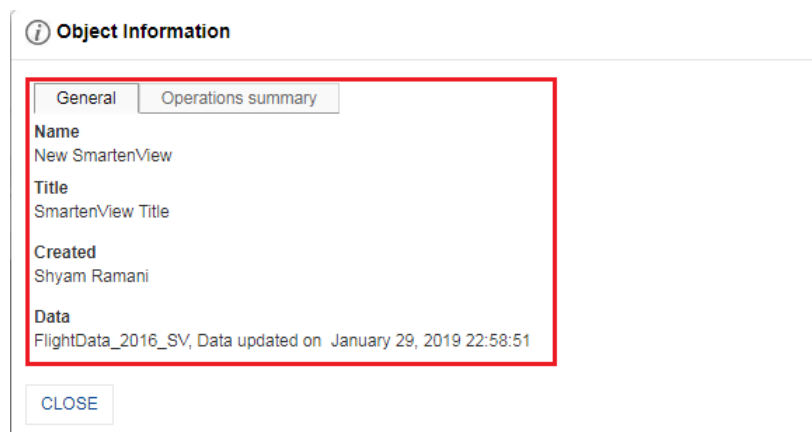 Object Information
General Operations summary
Name
New SmartenView
Title
SmartenView Title
Created
Shyam Ramani
Data
FlightData_2016_SV, Data updated on January 29, 2019 22:58:51
CLOSE